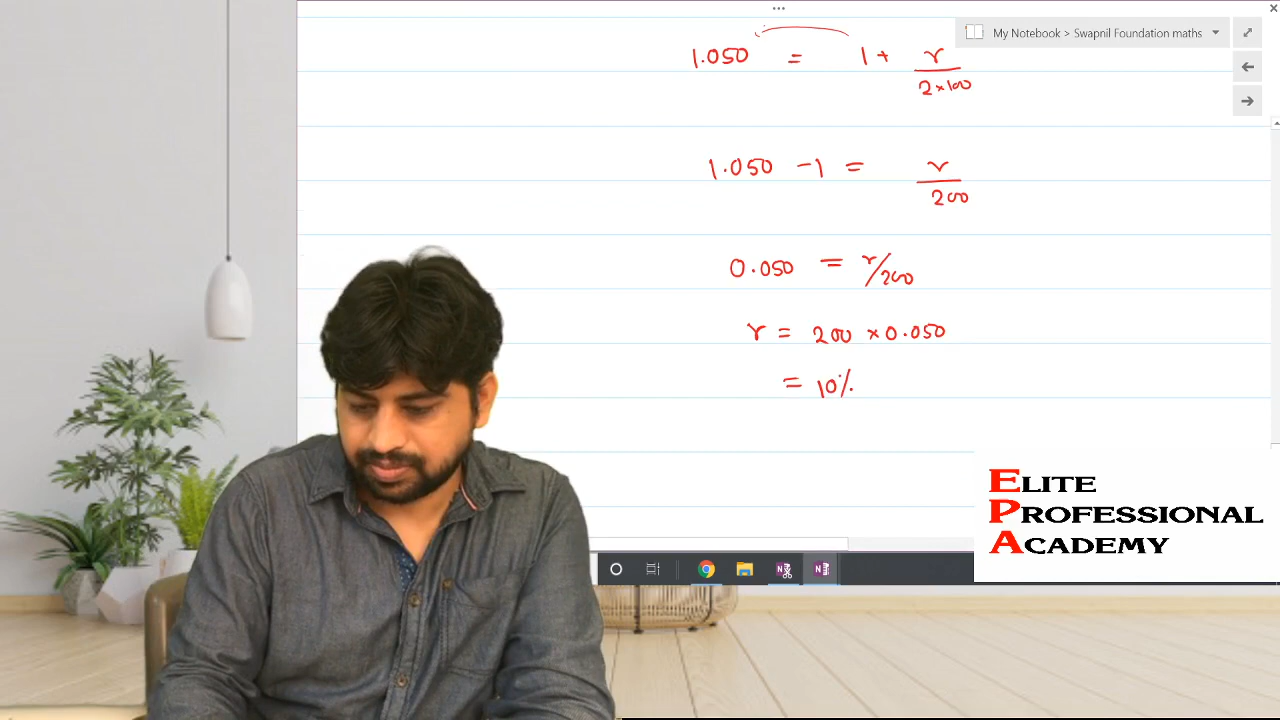 My Notebook > Swapnil Foundation maths
1.050 = 1 + r/2×100
1.050 - 1 = r/200
0.050 = r/200
r = 200 × 0.050
= 10%
ELITE
PROFESSIONAL
ACADEMY